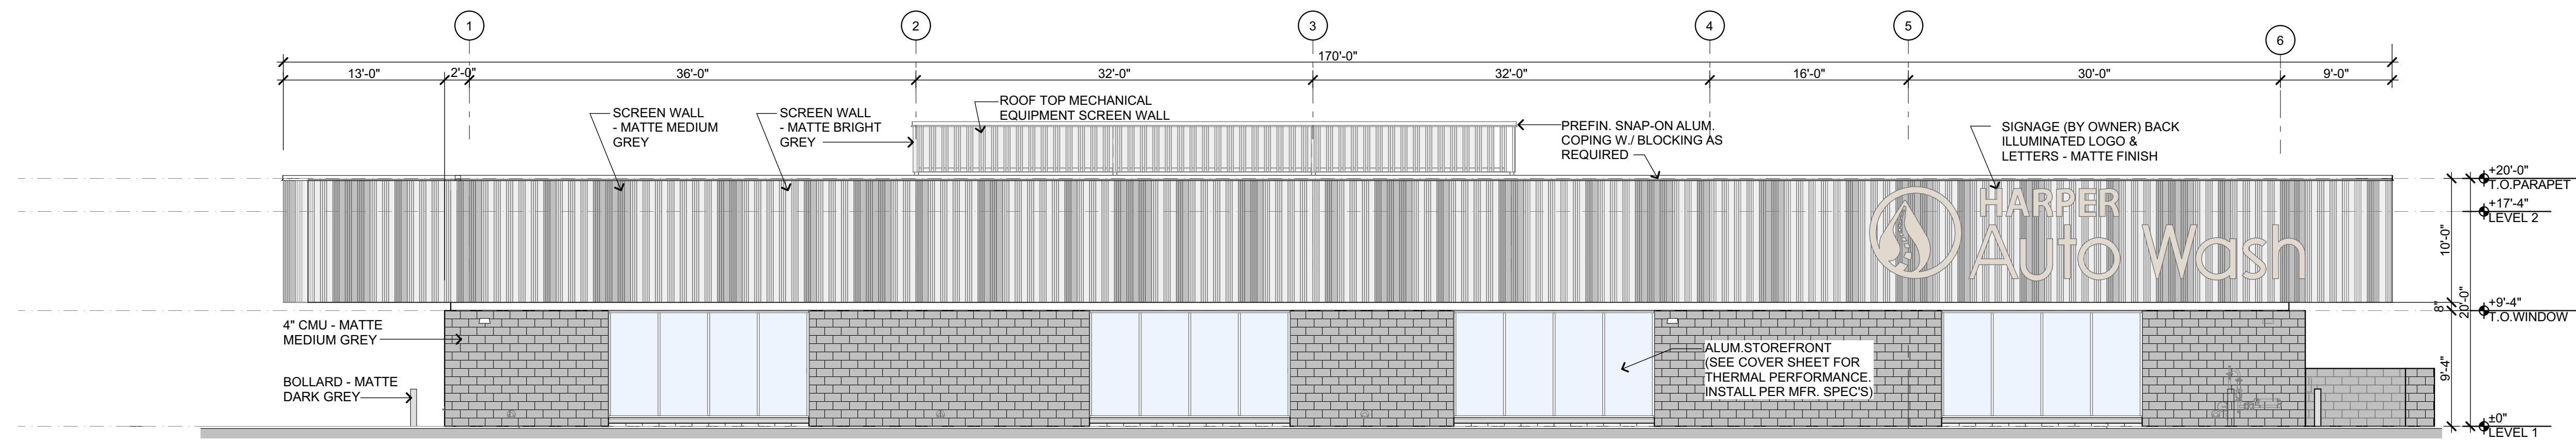 1
2
3
4
5
6
170'-0"
13'-0"
2'-0"
36'-0"
32'-0"
32'-0"
16'-0"
30'-0"
9'-0"
SCREEN WALL
- MATTE MEDIUM
GREY
SCREEN WALL
- MATTE BRIGHT
GREY
ROOF TOP MECHANICAL
EQUIPMENT SCREEN WALL
PREFIN. SNAP-ON ALUM.
COPING W./ BLOCKING AS
REQUIRED
SIGNAGE (BY OWNER) BACK
ILLUMINATED LOGO &
LETTERS - MATTE FINISH
+20'-0"
T.O.PARAPET
+17'-4"
LEVEL 2
HARPER
Auto Wash
10'-0"
8"
20'-0"
+9'-4"
T.O.WINDOW
9'-4"
4" CMU - MATTE
MEDIUM GREY
BOLLARD - MATTE
DARK GREY
ALUM.STOREFRONT
(SEE COVER SHEET FOR
THERMAL PERFORMANCE.
INSTALL PER MFR. SPEC'S)
±0"
LEVEL 1